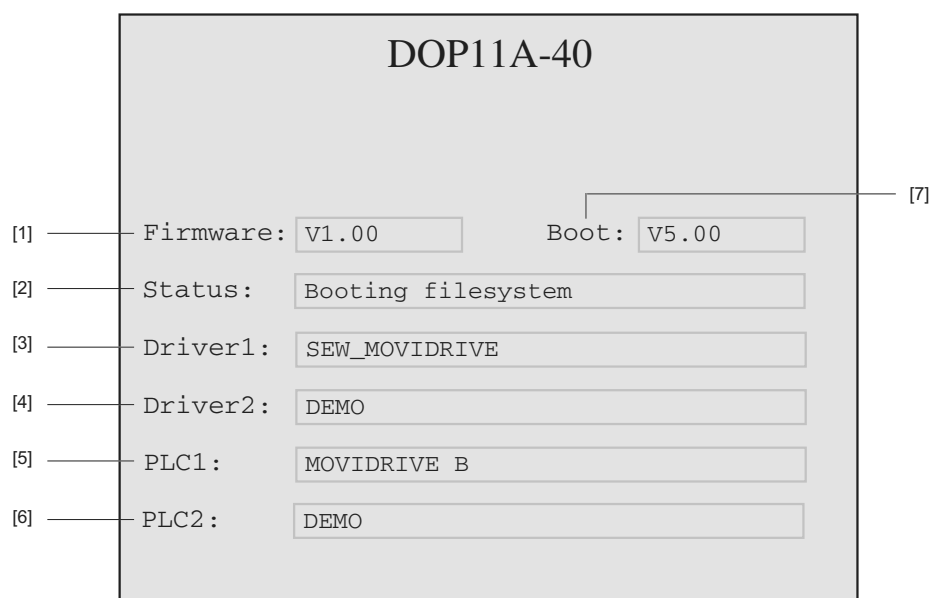 DOP11A-40
[7]
[1] Firmware: V1.00 Boot: V5.00
[2] Status: Booting filesystem
[3] Driver1: SEW_MOVIDRIVE
[4] Driver2: DEMO
[5] PLC1: MOVIDRIVE B
[6] PLC2: DEMO